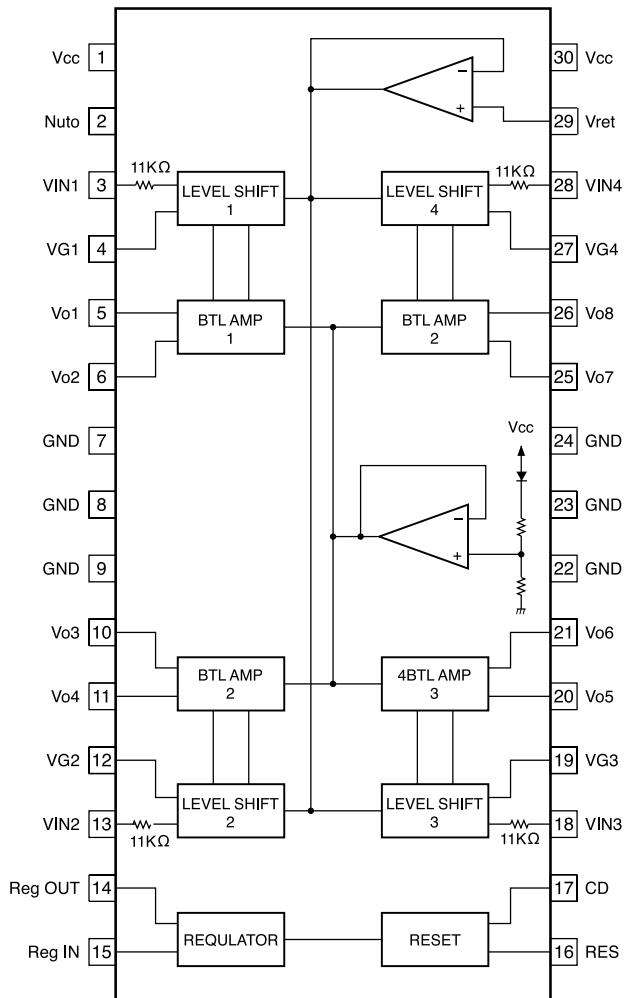 Vcc 1
Nuto 2
VIN1 3
VG1 4
Vo1 5
Vo2 6
GND 7
GND 8
GND 9
Vo3 10
Vo4 11
VG2 12
VIN2 13
Reg OUT 14
Reg IN 15
30 Vcc
29 Vret
28 VIN4
27 VG4
26 Vo8
25 Vo7
24 GND
23 GND
22 GND
21 Vo6
20 Vo5
19 VG3
18 VIN3
17 CD
16 RES
-
+
11KΩ
LEVEL SHIFT
1
LEVEL SHIFT
4
11KΩ
BTL AMP
1
BTL AMP
2
Vcc
-
+
BTL AMP
2
4BTL AMP
3
LEVEL SHIFT
2
LEVEL SHIFT
3
11KΩ
11KΩ
REQULATOR
RESET